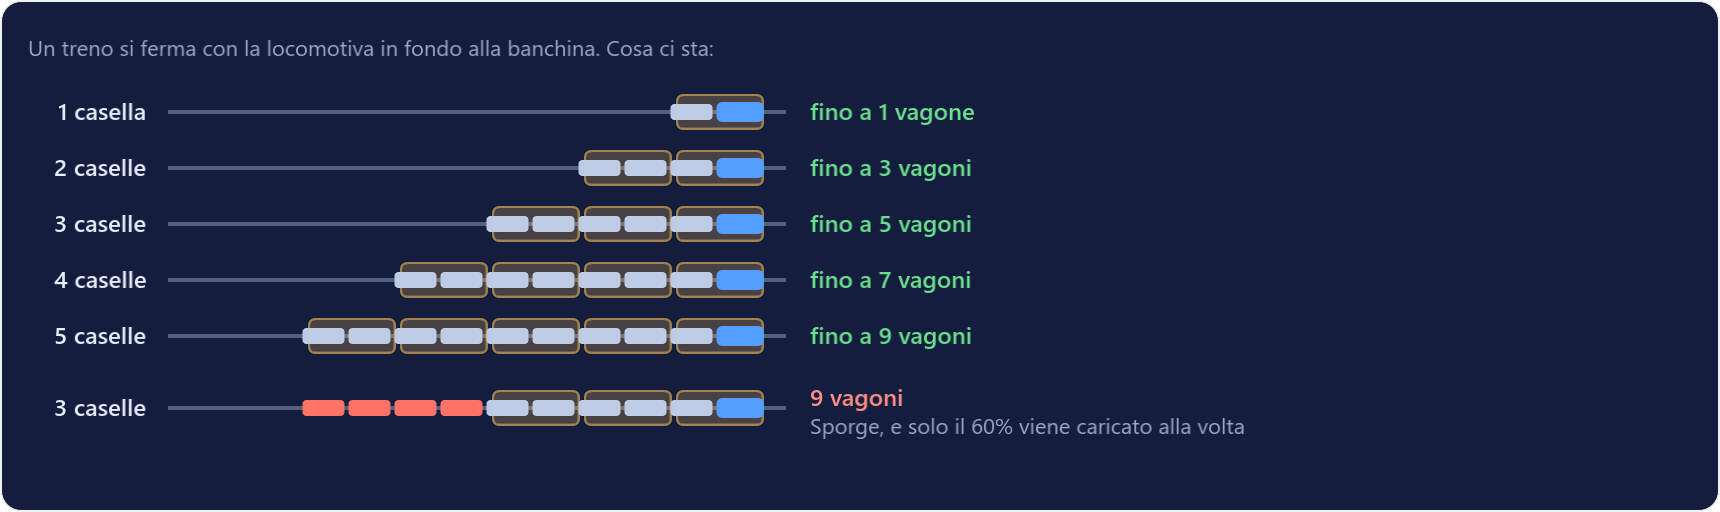 Un treno si ferma con la locomotiva in fondo alla banchina. Cosa ci sta:
1 casella fino a 1 vagone
2 caselle fino a 3 vagoni
3 caselle fino a 5 vagoni
4 caselle fino a 7 vagoni
5 caselle fino a 9 vagoni
3 caselle 9 vagoni
Sporge, e solo il 60% viene caricato alla volta